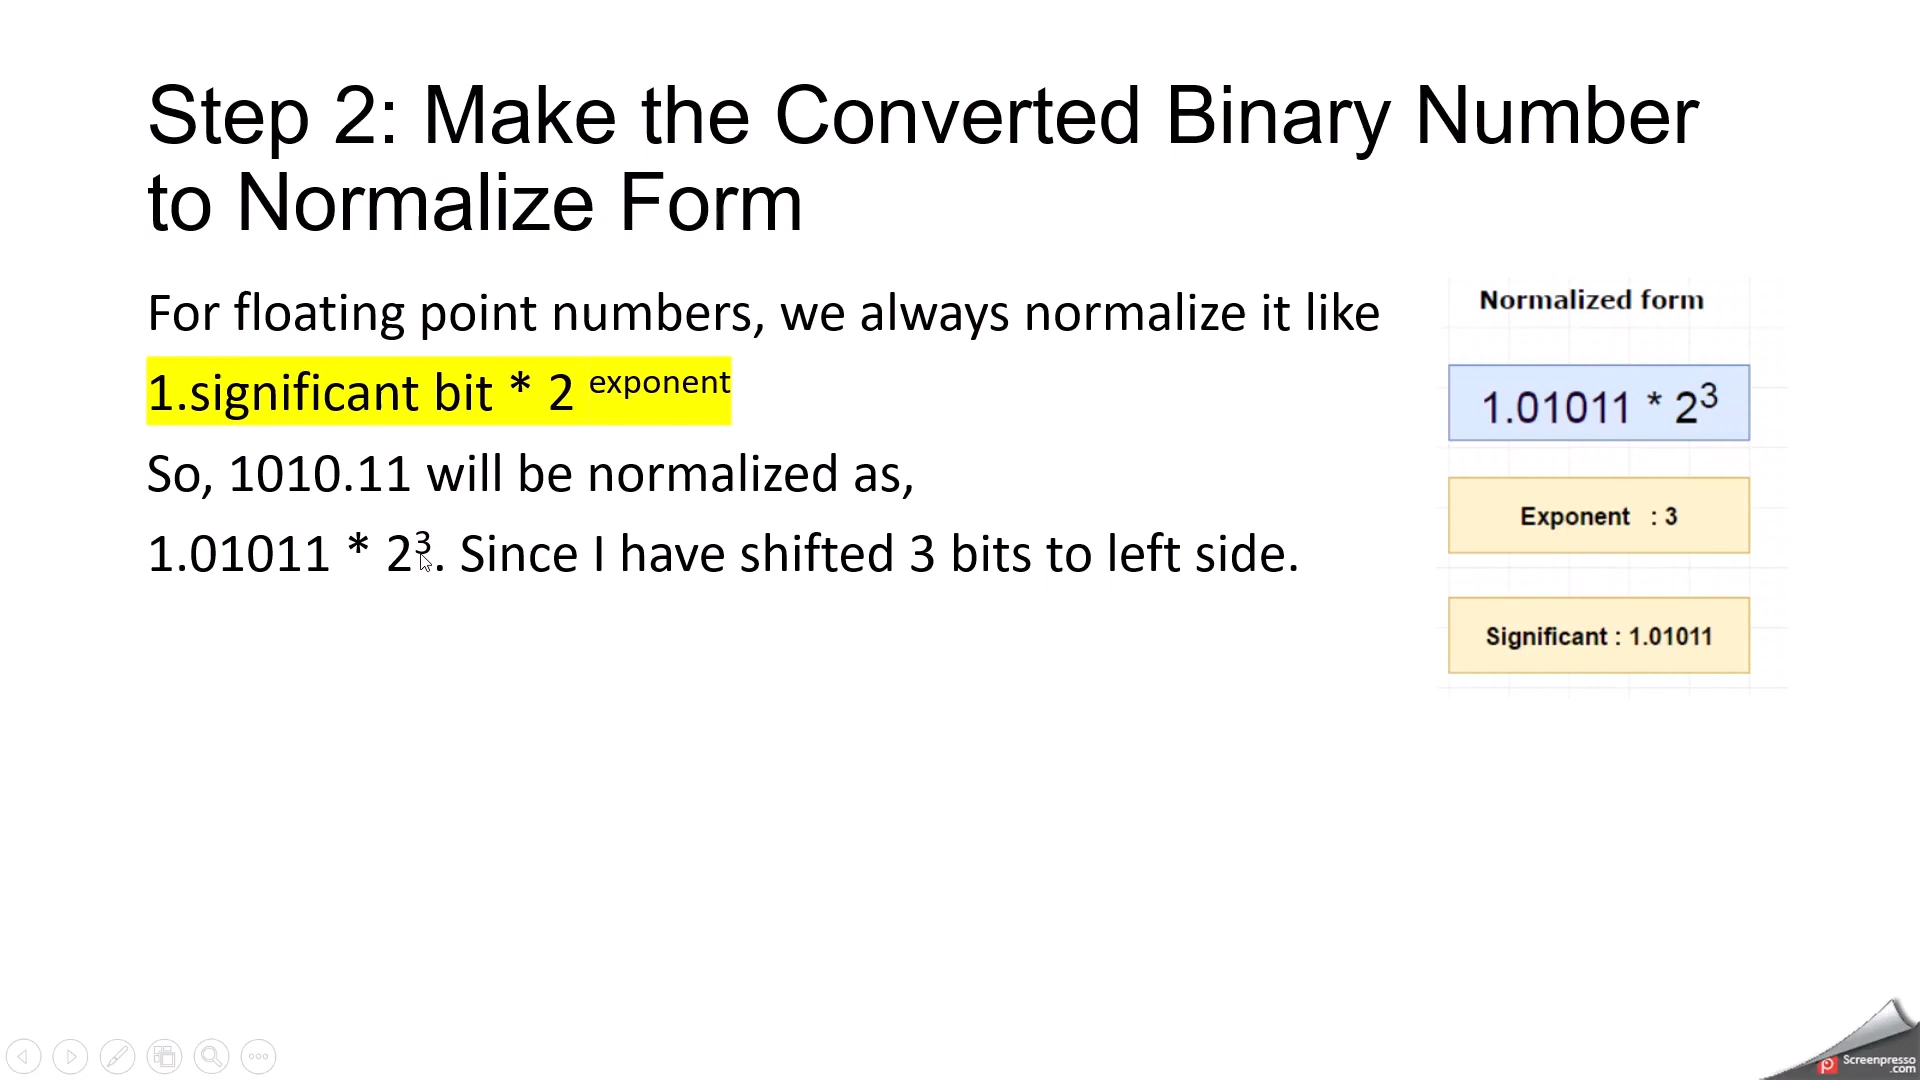 Step 2: Make the Converted Binary Number
to Normalize Form
For floating point numbers, we always normalize it like
1.significant bit * 2 exponent
So, 1010.11 will be normalized as,
1.01011 * 2³. Since I have shifted 3 bits to left side.
Normalized form
1.01011 * 2³
Exponent : 3
Significant : 1.01011
Screenpresso
.com